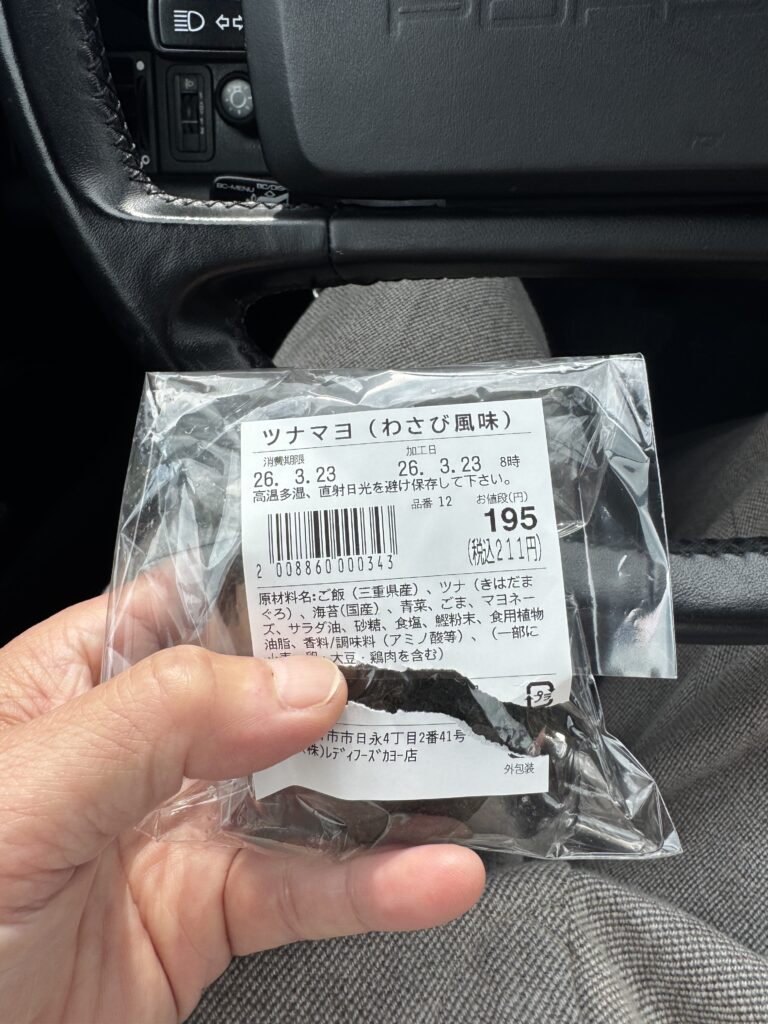 BC-MENU BC/DIS
ツナマヨ（わさび風味）
消費期限 加工日
26. 3.23 26. 3.23 8時
高温多湿、直射日光を避け保存して下さい。
品番 12 お値段(円)
195
(税込211円)
2 008860 000343
原材料名:ご飯（三重県産）、ツナ（きはだま
ぐろ）、海苔(国産）、青菜、ごま、マヨネー
ズ、サラダ油、砂糖、食塩、鰹粉末、食用植物
油脂、香料/調味料（アミノ酸等）、（一部に
卵・大豆・鶏肉を含む）
プラ
市日永4丁目2番41号
(株)レディフーズカヨー店
外包装